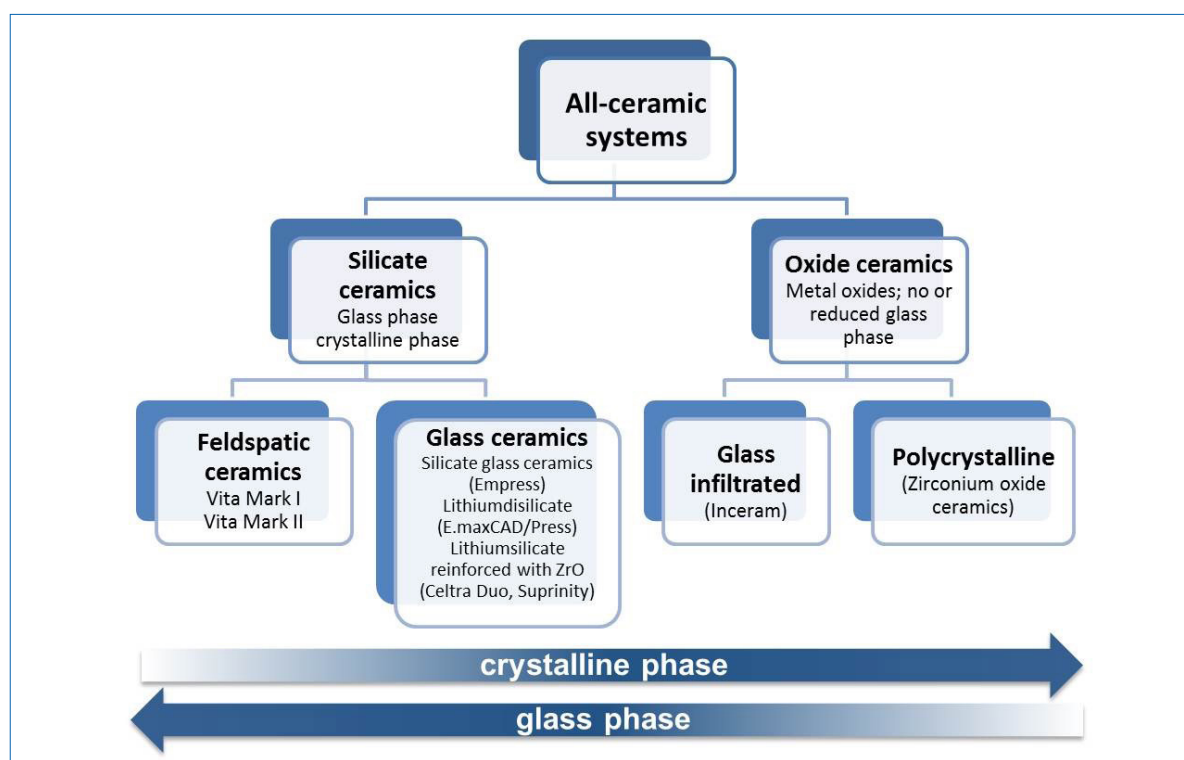 All-ceramic
systems
Silicate
ceramics
Glass phase
crystalline phase
Oxide ceramics
Metal oxides; no or
reduced glass
phase
Feldspatic
ceramics
Vita Mark I
Vita Mark II
Glass ceramics
Silicate glass ceramics
(Empress)
Lithiumdisilicate
(E.maxCAD/Press)
Lithiumsilicate
reinforced with ZrO
(Celtra Duo, Suprinity)
Glass
infiltrated
(Inceram)
Polycrystalline
(Zirconium oxide
ceramics)
crystalline phase
glass phase